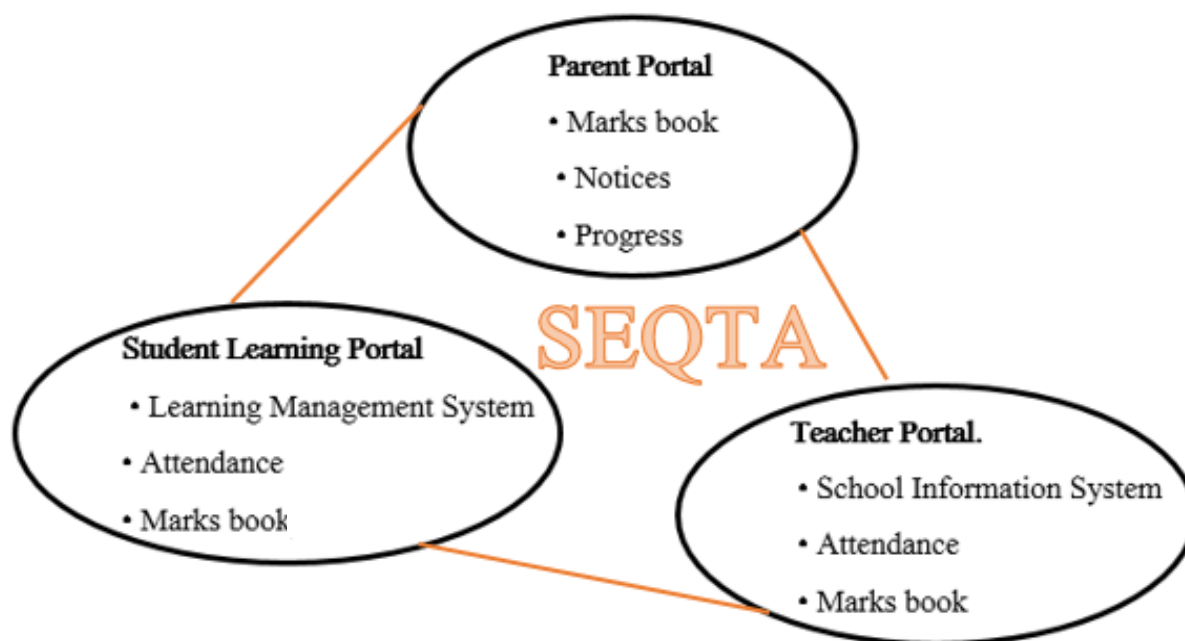 Parent Portal
• Marks book
• Notices
• Progress
SEQTA
Student Learning Portal
• Learning Management System
• Attendance
• Marks book
Teacher Portal.
• School Information System
• Attendance
• Marks book